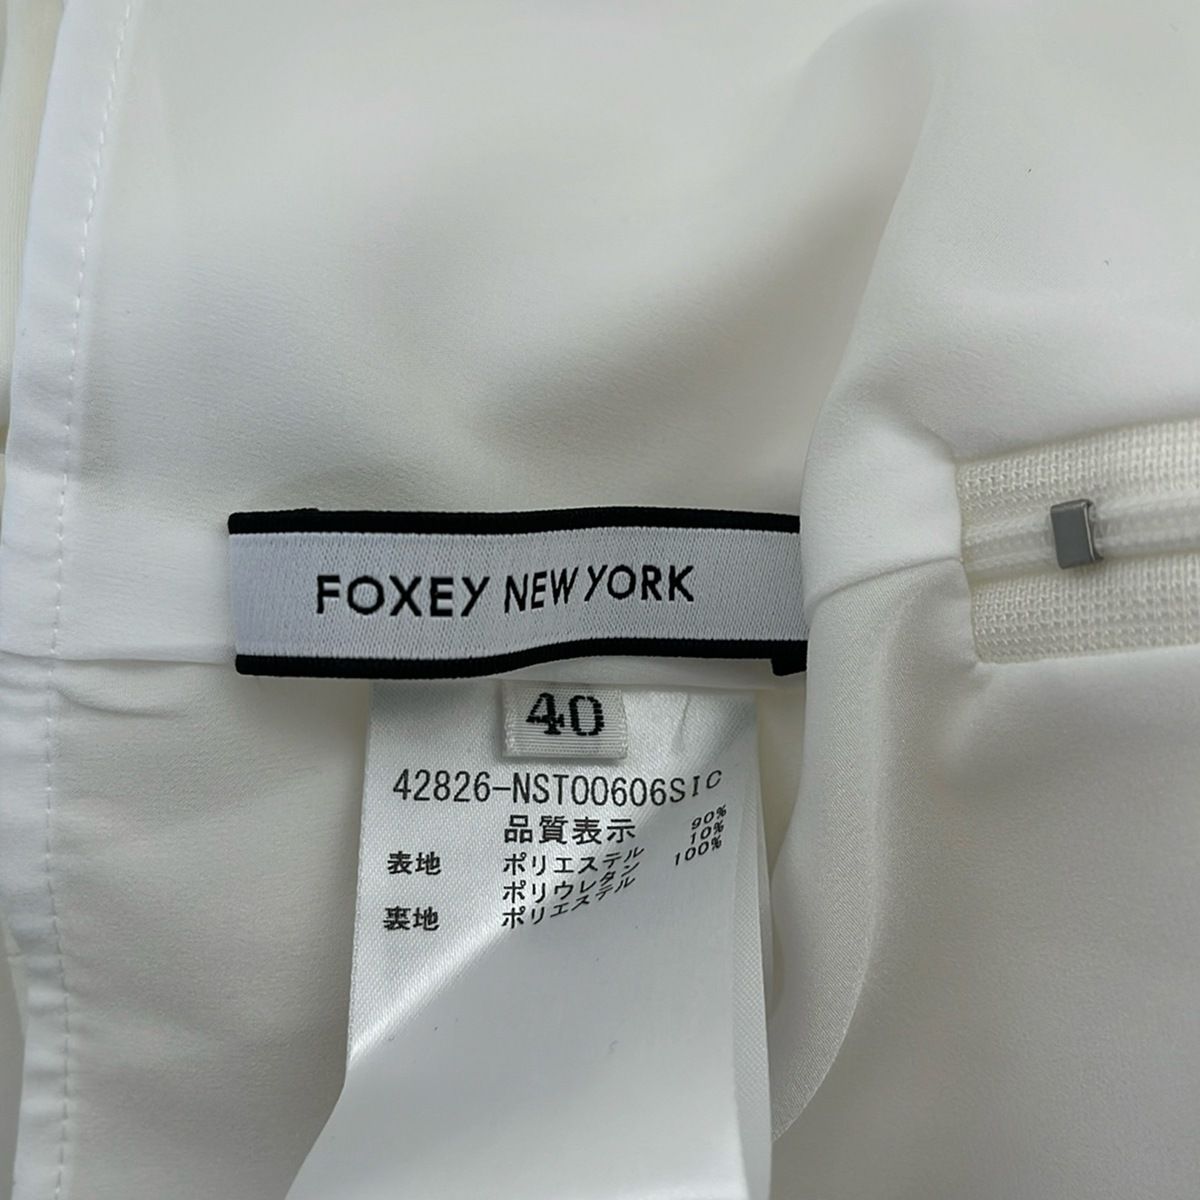 FOXEY NEW YORK
40
42826-NST00606SIC
品質表示
表地 ポリエステル 90%
ポリウレタン 10%
裏地 ポリエステル 100%